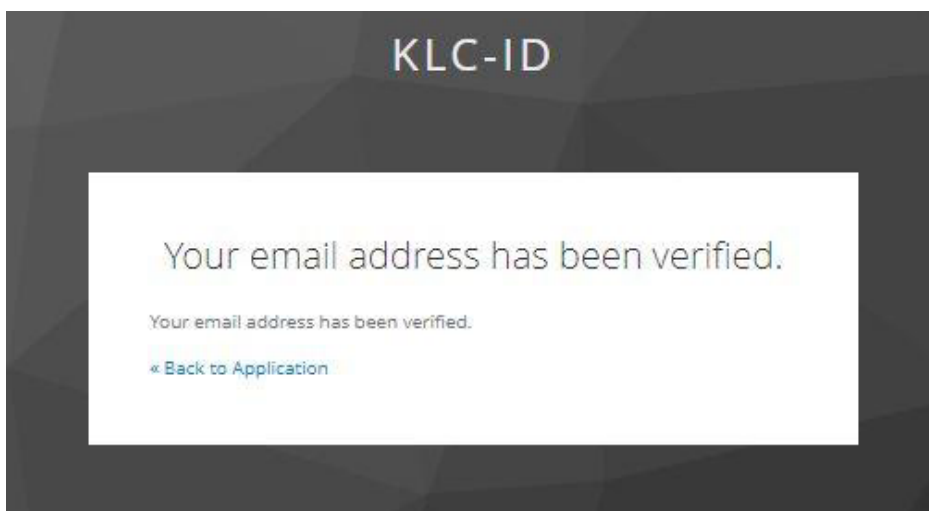 KLC-ID
Your email address has been verified.
Your email address has been verified.
« Back to Application